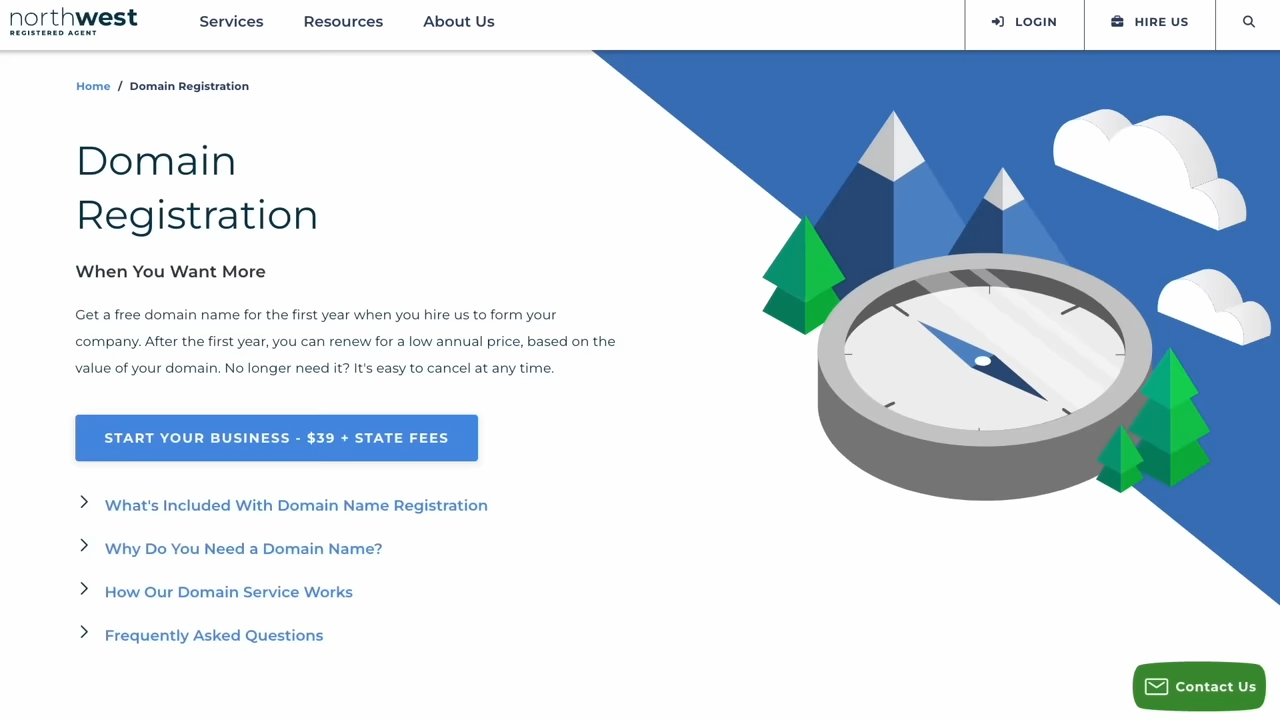 northwest
REGISTERED AGENT
Services
Resources
About Us
LOGIN
HIRE US
Home / Domain Registration
Domain
Registration
When You Want More
Get a free domain name for the first year when you hire us to form your
company. After the first year, you can renew for a low annual price, based on the
value of your domain. No longer need it? It's easy to cancel at any time.
START YOUR BUSINESS - $39 + STATE FEES
What's Included With Domain Name Registration
Why Do You Need a Domain Name?
How Our Domain Service Works
Frequently Asked Questions
Contact Us